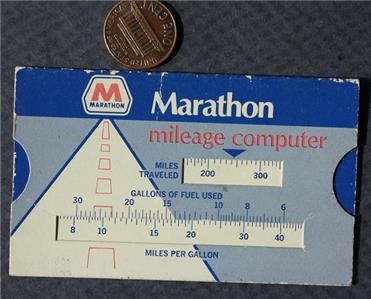 ONE CENT
M
MARATHON
Marathon
mileage computer
MILES
TRAVELED
200 300
GALLONS OF FUEL USED
30 20 15 10 8 6
8 10 15 20 30 40
MILES PER GALLON